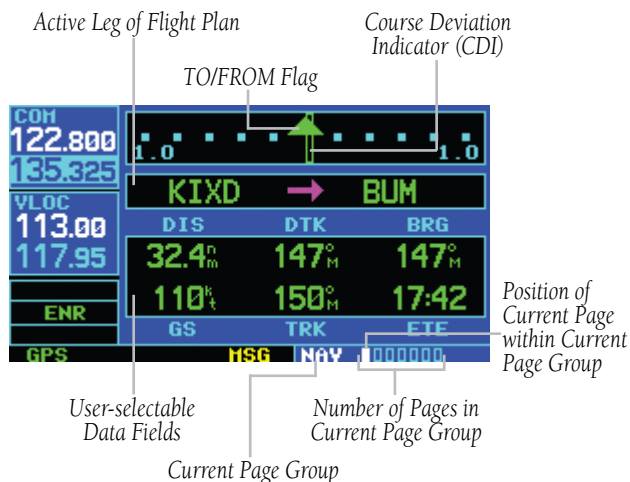 Active Leg of Flight Plan
Course Deviation
Indicator (CDI)
TO/FROM Flag
COM
122.800
135.325
VLOC
113.00
117.95
ENR
GPS
1.0 1.0
KIXD → BUM
DIS DTK BRG
32.4nm 147°M 147°M
110kt 150°M 17:42
GS TRK ETE
MSG NAV
Position of
Current Page
within Current
Page Group
User-selectable
Data Fields
Number of Pages in
Current Page Group
Current Page Group